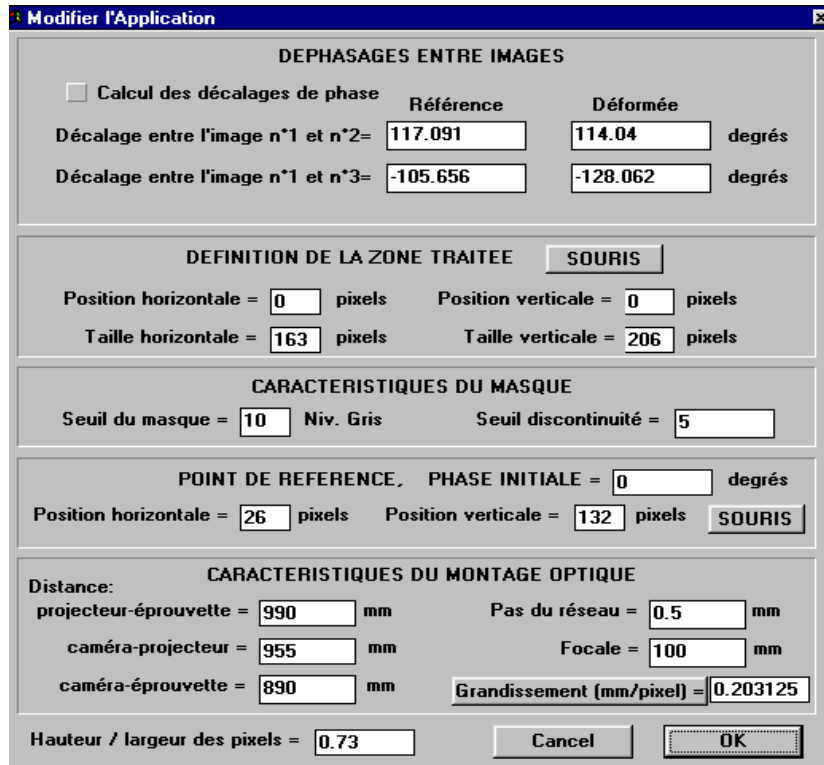 Modifier l'Application
DEPHASAGES ENTRE IMAGES
Calcul des décalages de phase
Référence Déformée
Décalage entre l'image n°1 et n°2= 117.091 114.04 degrés
Décalage entre l'image n°1 et n°3= -105.656 -128.062 degrés
DEFINITION DE LA ZONE TRAITEE SOURIS
Position horizontale = 0 pixels Position verticale = 0 pixels
Taille horizontale = 163 pixels Taille verticale = 206 pixels
CARACTERISTIQUES DU MASQUE
Seuil du masque = 10 Niv. Gris Seuil discontinuité = 5
POINT DE REFERENCE, PHASE INITIALE = 0 degrés
Position horizontale = 26 pixels Position verticale = 132 pixels SOURIS
CARACTERISTIQUES DU MONTAGE OPTIQUE
Distance:
projecteur-éprouvette = 990 mm Pas du réseau = 0.5 mm
caméra-projecteur = 955 mm Focale = 100 mm
caméra-éprouvette = 890 mm Grandissement (mm/pixel) = 0.203125
Hauteur / largeur des pixels = 0.73 Cancel OK